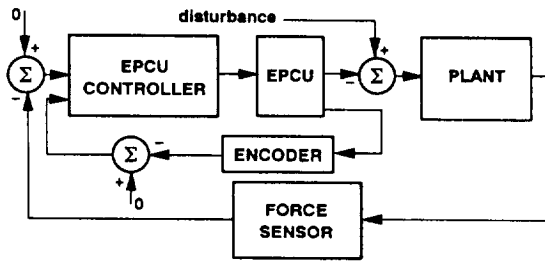 0
disturbance
+
+
Σ
EPCU
CONTROLLER
EPCU
Σ
PLANT
−
−
−
Σ
ENCODER
+
0
FORCE
SENSOR